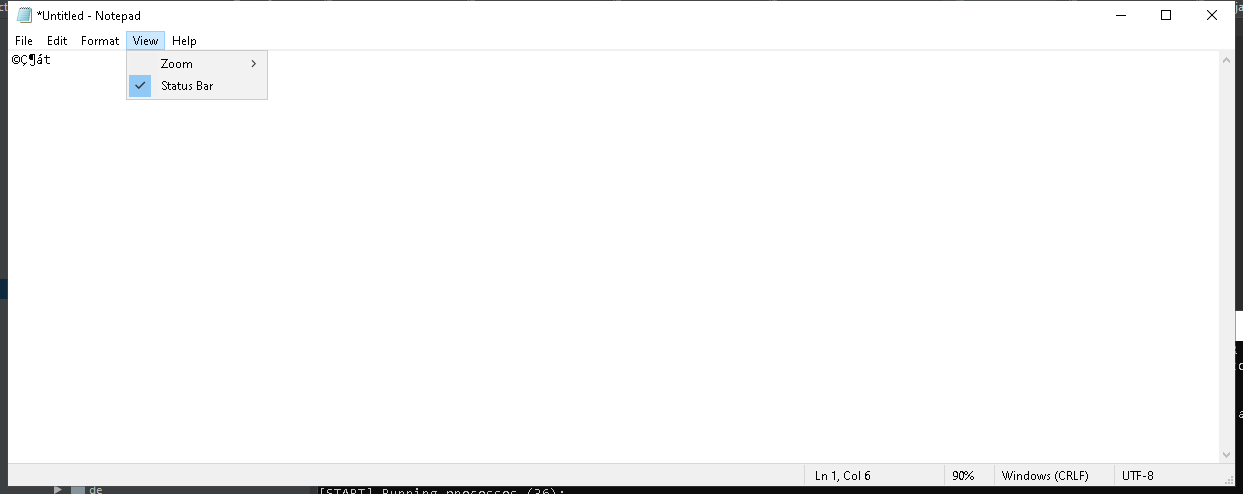 *Untitled - Notepad
File Edit Format View Help
©Ç¶át
Zoom
Status Bar
Ln 1, Col 6 90% Windows (CRLF) UTF-8
de
[START] Running processes (36):